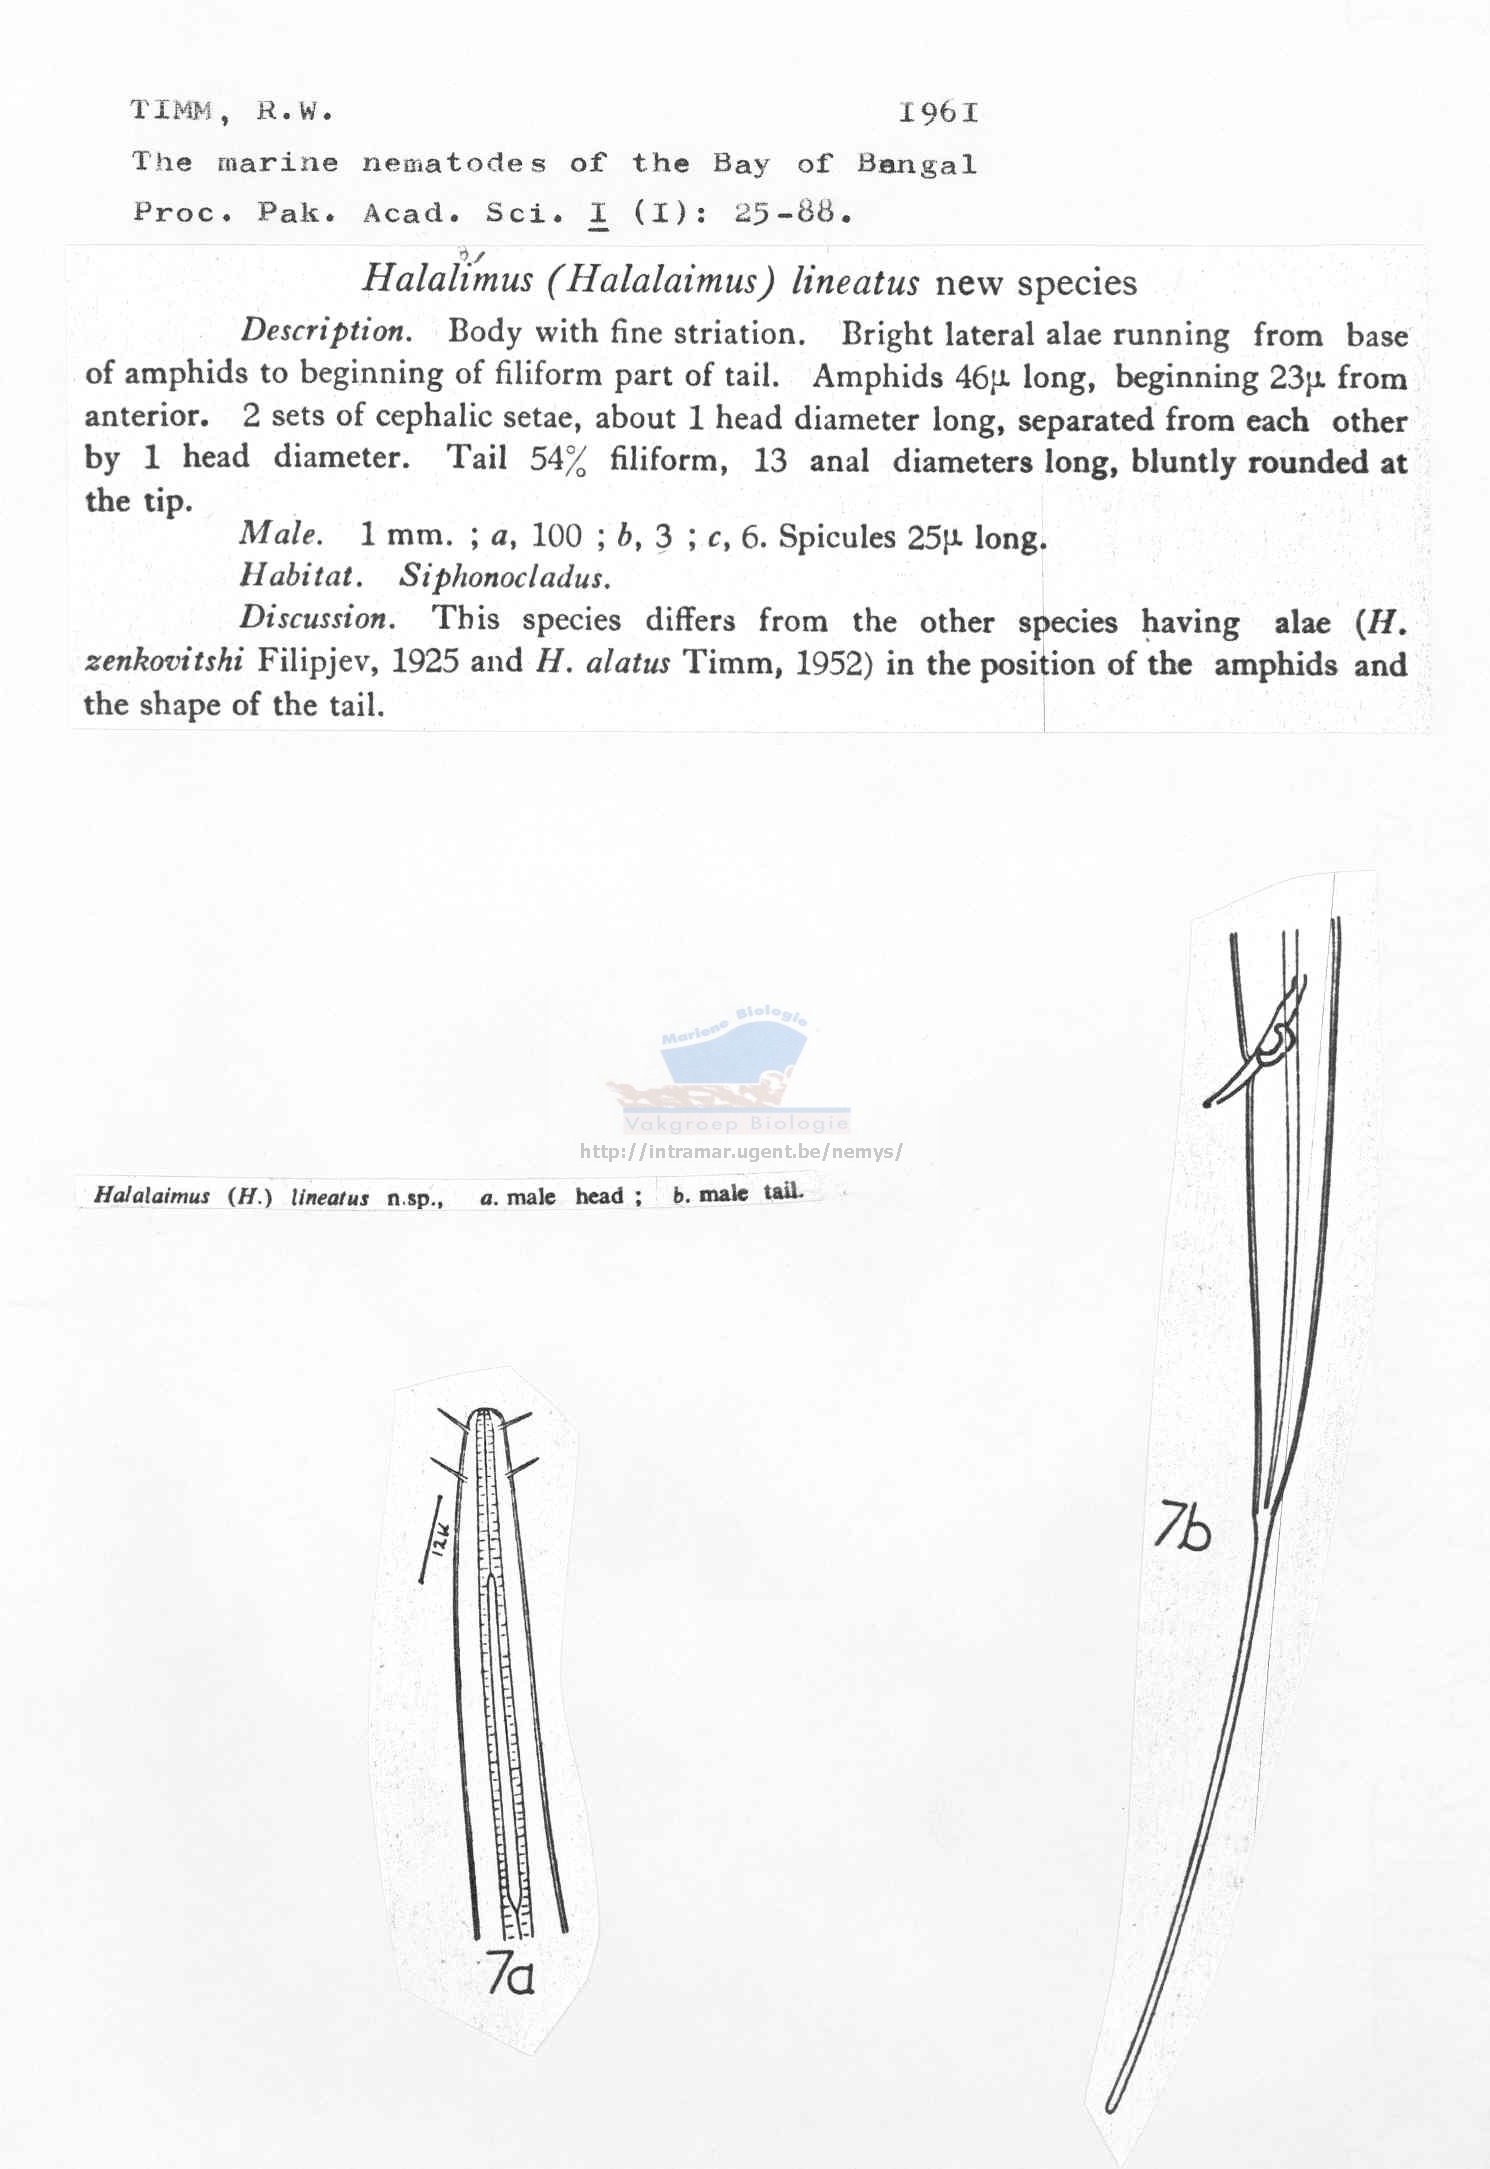 TIMM, R.W. 1961
The marine nematodes of the Bay of Bengal
Proc. Pak. Acad. Sci. I (I): 25-88.
a/
Halalimus (Halalaimus) lineatus new species
Description. Body with fine striation. Bright lateral alae running from base
of amphids to beginning of filiform part of tail. Amphids 46µ long, beginning 23µ from
anterior. 2 sets of cephalic setae, about 1 head diameter long, separated from each other
by 1 head diameter. Tail 54% filiform, 13 anal diameters long, bluntly rounded at
the tip.
Male. 1 mm. ; a, 100 ; b, 3 ; c, 6. Spicules 25µ long.
Habitat. Siphonocladus.
Discussion. This species differs from the other species having alae (H.
zenkovitshi Filipjev, 1925 and H. alatus Timm, 1952) in the position of the amphids and
the shape of the tail.
Mariene Biologie
Vakgroep Biologie
http://intramar.ugent.be/nemys/
Halalaimus (H.) lineatus n.sp., a. male head ; b. male tail.
12µ
7b
7a